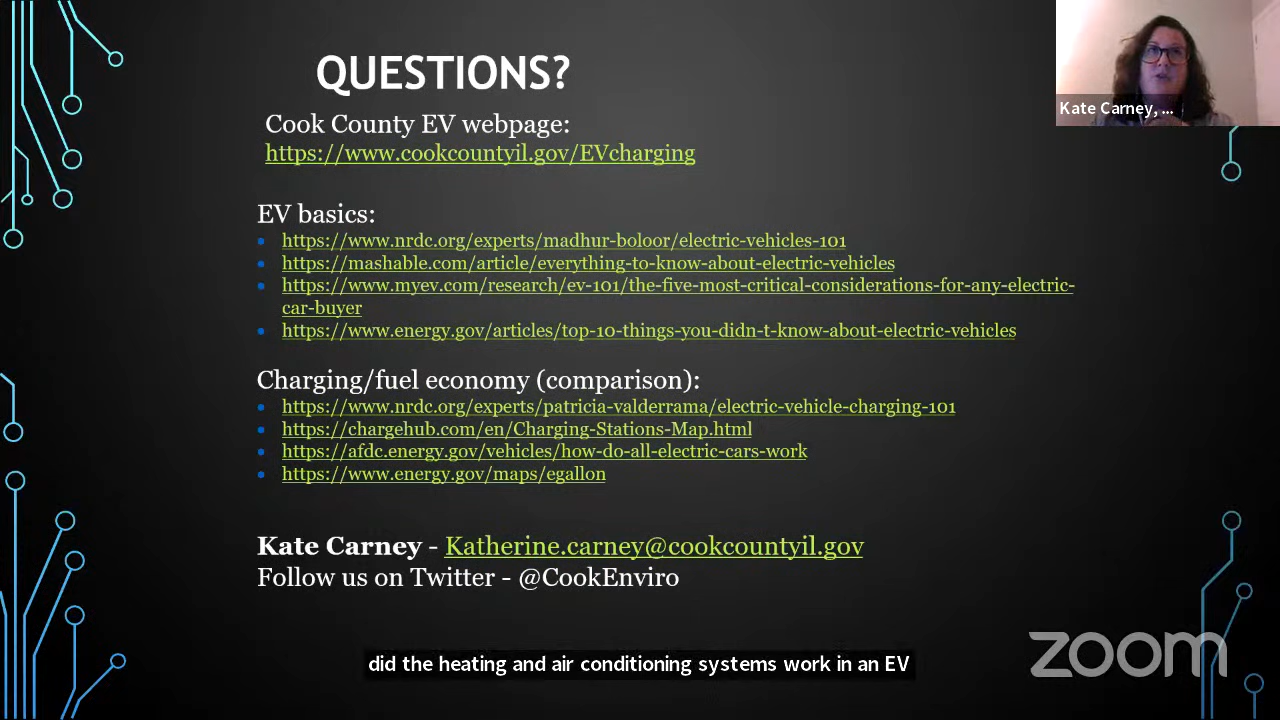 QUESTIONS?
Kate Carney, ...
Cook County EV webpage:
https://www.cookcountyil.gov/EVcharging
EV basics:
https://www.nrdc.org/experts/madhur-boloor/electric-vehicles-101
https://mashable.com/article/everything-to-know-about-electric-vehicles
https://www.myev.com/research/ev-101/the-five-most-critical-considerations-for-any-electric-
car-buyer
https://www.energy.gov/articles/top-10-things-you-didn-t-know-about-electric-vehicles
Charging/fuel economy (comparison):
https://www.nrdc.org/experts/patricia-valderrama/electric-vehicle-charging-101
https://chargehub.com/en/Charging-Stations-Map.html
https://afdc.energy.gov/vehicles/how-do-all-electric-cars-work
https://www.energy.gov/maps/egallon
Kate Carney - Katherine.carney@cookcountyil.gov
Follow us on Twitter - @CookEnviro
did the heating and air conditioning systems work in an EV
zoom